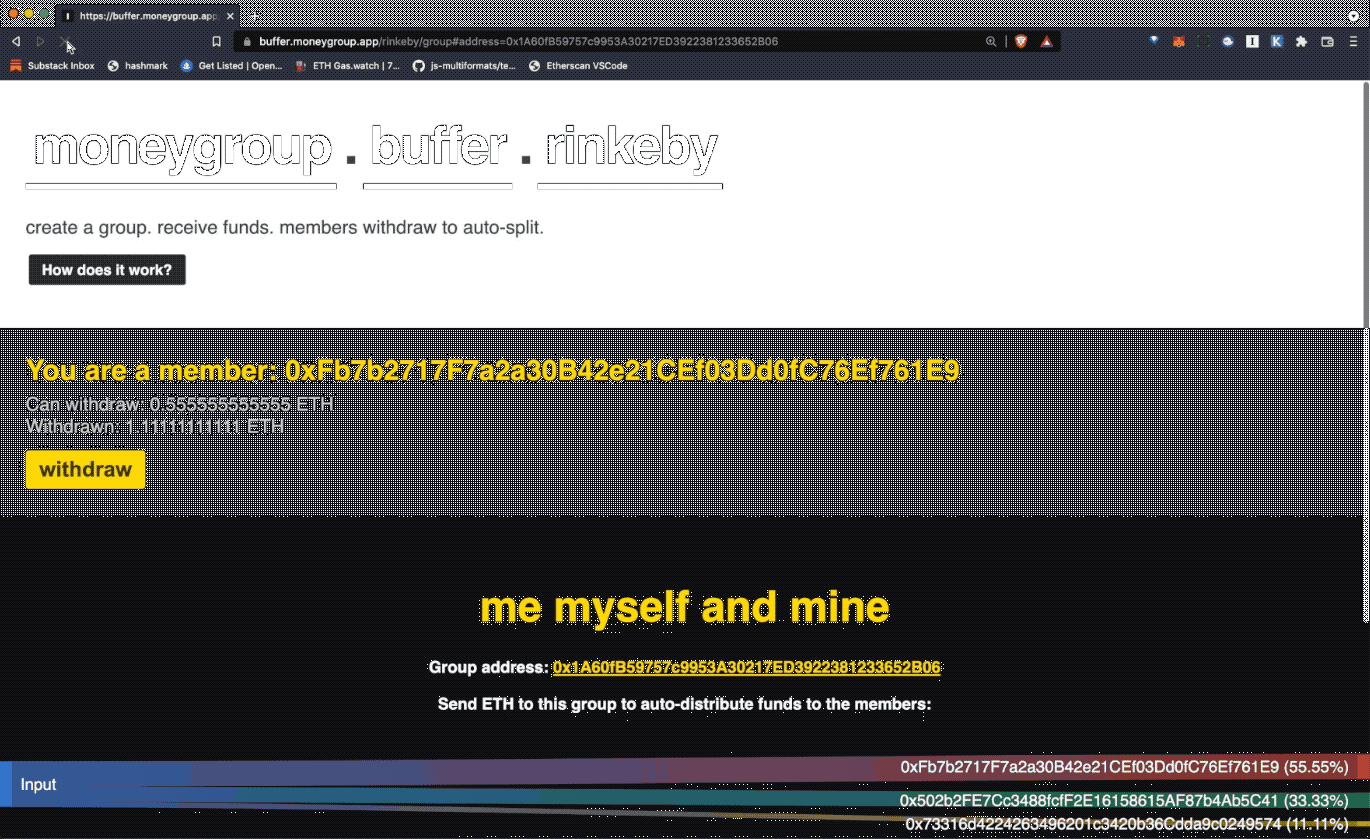 https://buffer.moneygroup.app
buffer.moneygroup.app/rinkeby/group#address=0x1A60fB59757c9953A30217ED3922381233652B06
Substack Inbox hashmark Get Listed | Open... ETH Gas.watch | 7... js-multiformats/te... Etherscan VSCode
moneygroup . buffer . rinkeby
create a group. receive funds. members withdraw to auto-split.
How does it work?
You are a member: 0xFb7b2717F7a2a30B42e21CEf03Dd0fC76Ef761E9
Can withdraw: 0.555555555555 ETH
Withdrawn: 1.11111111111 ETH
withdraw
me myself and mine
Group address: 0x1A60fB59757c9953A30217ED3922381233652B06
Send ETH to this group to auto-distribute funds to the members:
0xFb7b2717F7a2a30B42e21CEf03Dd0fC76Ef761E9 (55.55%)
Input
0x502b2FE7Cc3488fcfF2E16158615AF87b4Ab5C41 (33.33%)
0x73316d4224263496201c3420b36Cdda9c0249574 (11.11%)